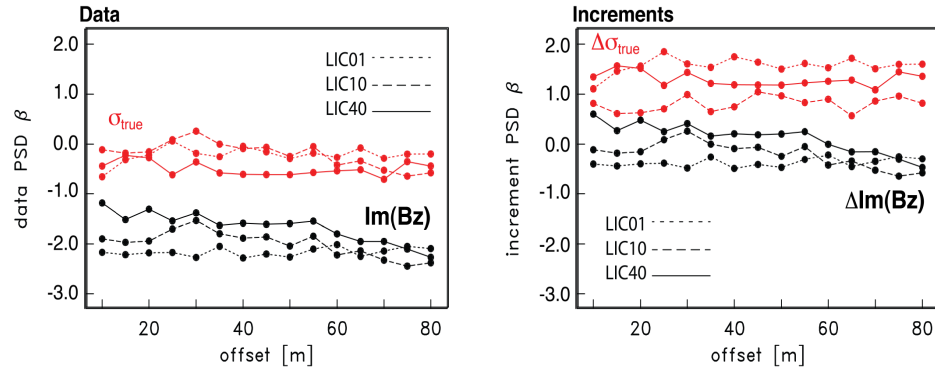 Data
2.0
1.0
0.0
-1.0
-2.0
-3.0
data PSD β
LIC01
LIC10
LIC40
σtrue
Im(Bz)
20
40
60
80
offset [m]
Increments
2.0
1.0
0.0
-1.0
-2.0
-3.0
increment PSD β
Δσtrue
ΔIm(Bz)
LIC01
LIC10
LIC40
20
40
60
80
offset [m]